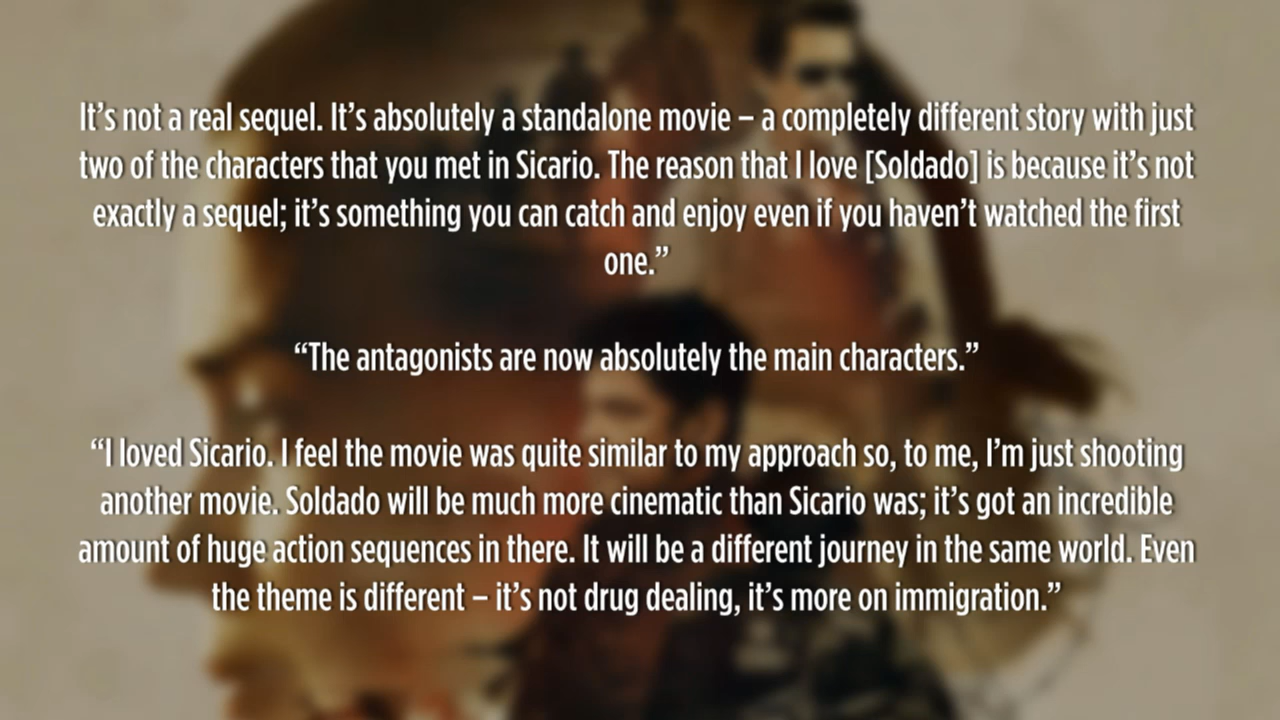 It’s not a real sequel. It’s absolutely a standalone movie – a completely different story with just
two of the characters that you met in Sicario. The reason that I love [Soldado] is because it’s not
exactly a sequel; it’s something you can catch and enjoy even if you haven’t watched the first
one.”
“The antagonists are now absolutely the main characters.”
“I loved Sicario. I feel the movie was quite similar to my approach so, to me, I’m just shooting
another movie. Soldado will be much more cinematic than Sicario was; it’s got an incredible
amount of huge action sequences in there. It will be a different journey in the same world. Even
the theme is different – it’s not drug dealing, it’s more on immigration.”